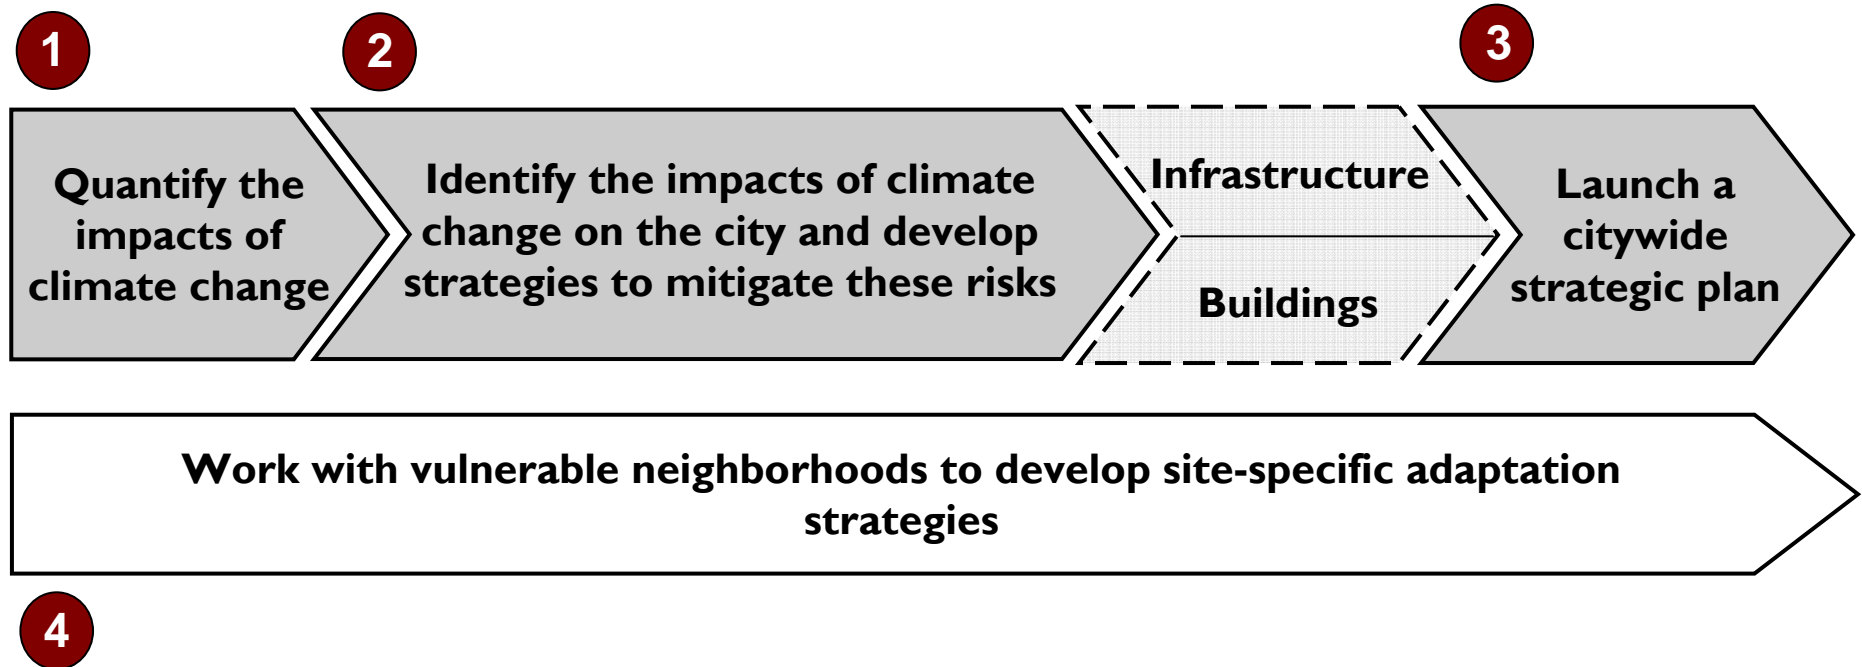 1
2
3
Quantify the
impacts of
climate change
Identify the impacts of climate
change on the city and develop
strategies to mitigate these risks
Infrastructure
Buildings
Launch a
citywide
strategic plan
Work with vulnerable neighborhoods to develop site-specific adaptation
strategies
4